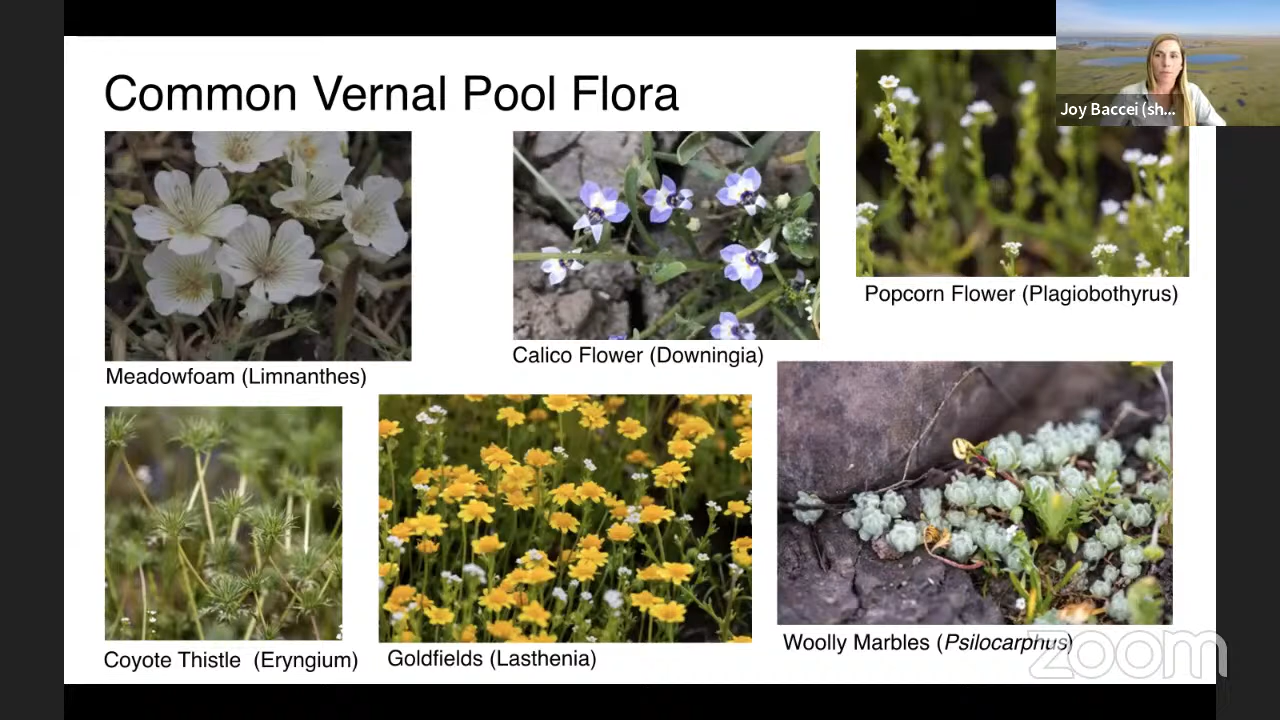 Common Vernal Pool Flora
Joy Baccei (sh...
Popcorn Flower (Plagiobothyrus)
Calico Flower (Downingia)
Meadowfoam (Limnanthes)
Coyote Thistle (Eryngium)
Goldfields (Lasthenia)
Woolly Marbles (Psilocarphus)
zoom